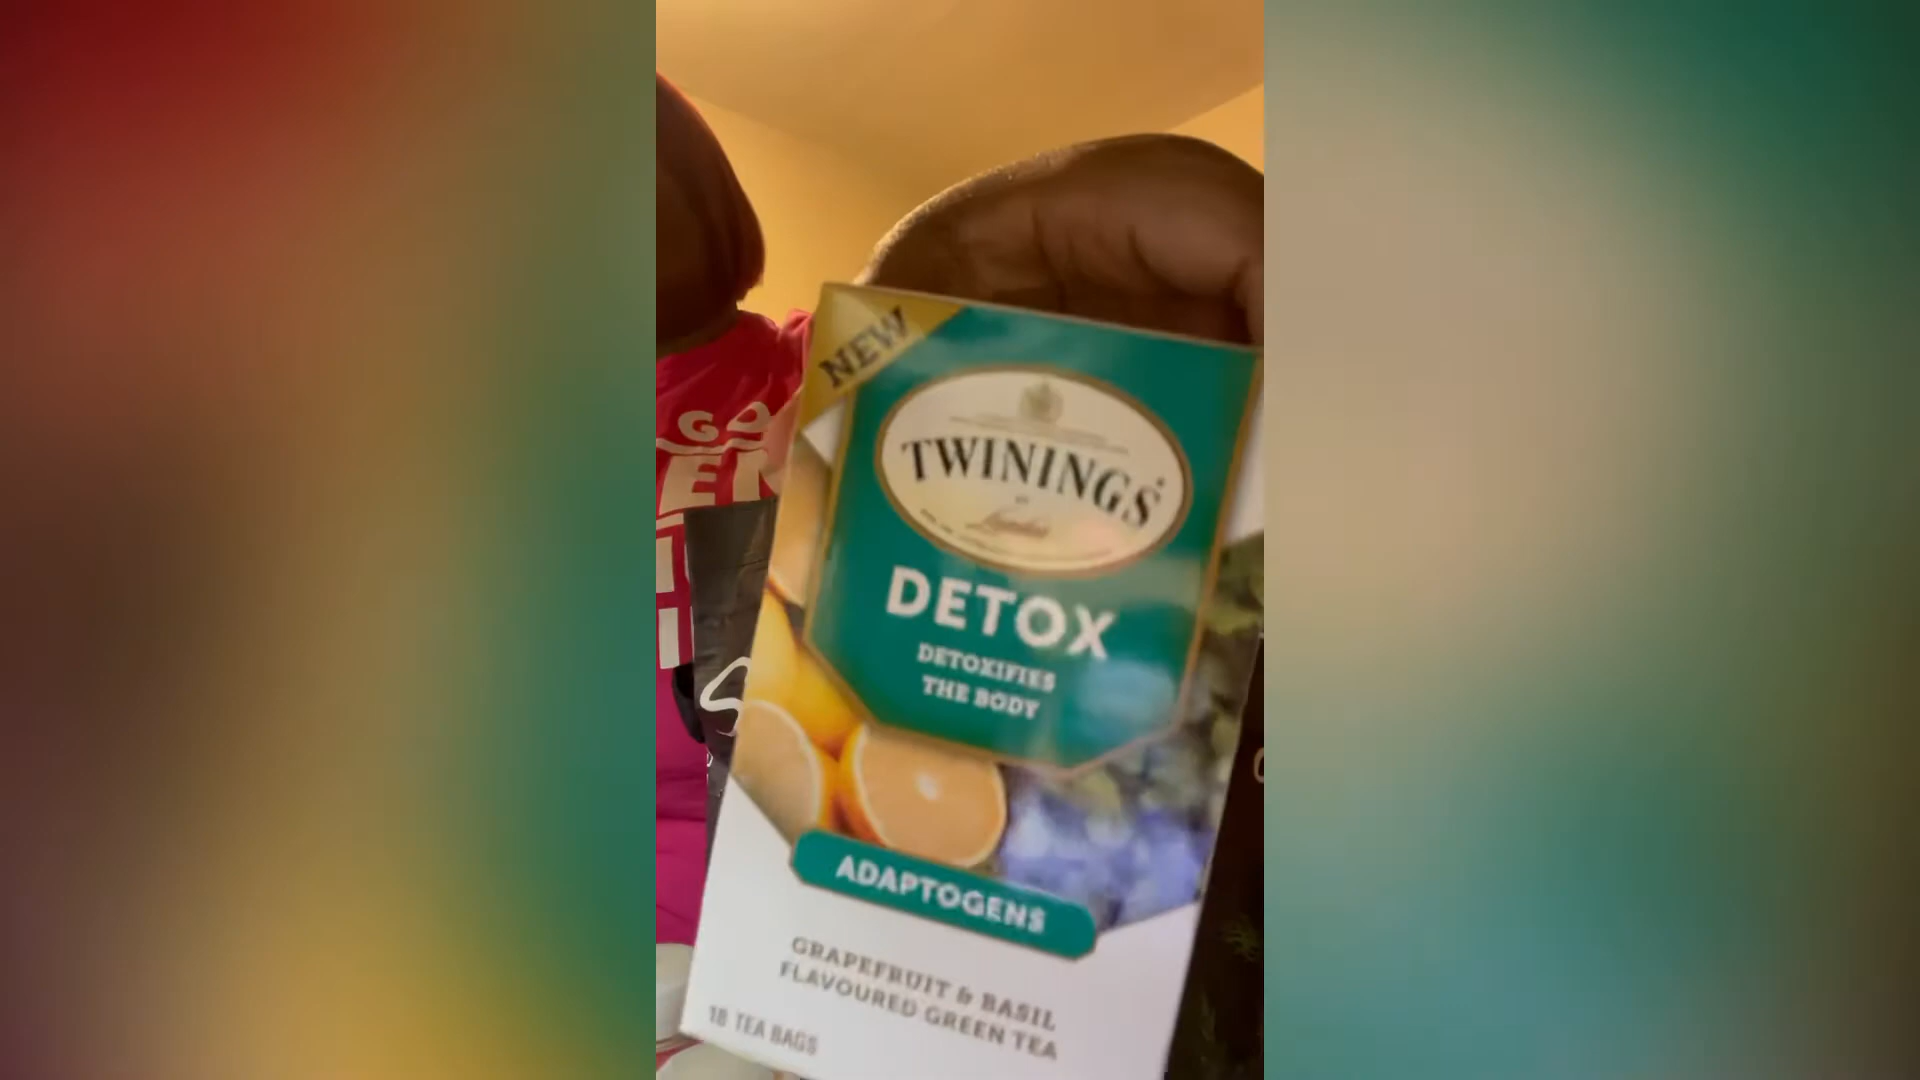 NEW
TWININGS
DETOX
DETOXIFIES
THE BODY
ADAPTOGENS
GRAPEFRUIT & BASIL
FLAVOURED GREEN TEA
18 TEA BAGS